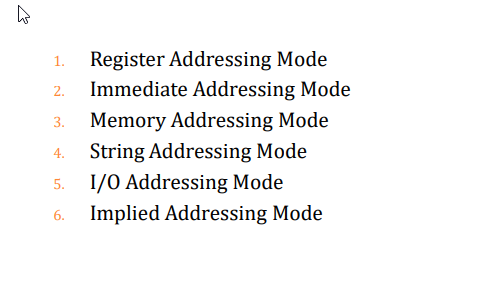 1. Register Addressing Mode
2. Immediate Addressing Mode
3. Memory Addressing Mode
4. String Addressing Mode
5. I/O Addressing Mode
6. Implied Addressing Mode